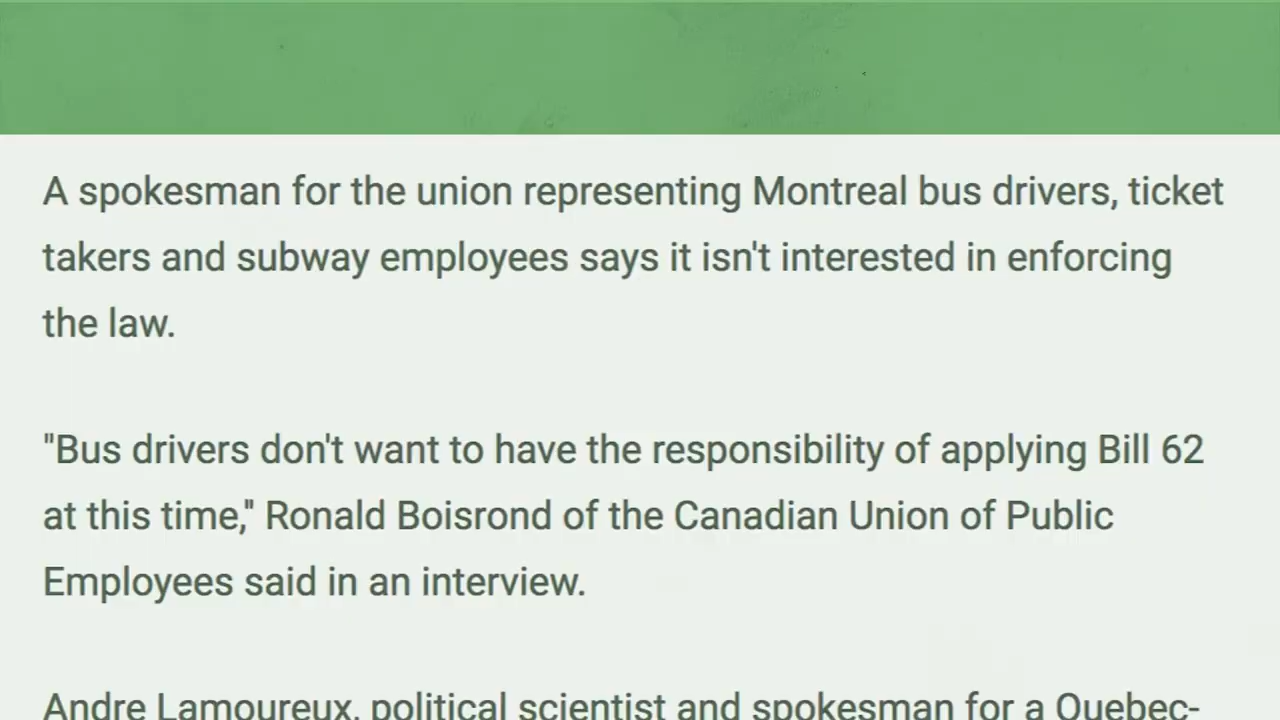 A spokesman for the union representing Montreal bus drivers, ticket
takers and subway employees says it isn't interested in enforcing
the law.
"Bus drivers don't want to have the responsibility of applying Bill 62
at this time," Ronald Boisrond of the Canadian Union of Public
Employees said in an interview.
Andre Lamoureux, political scientist and spokesman for a Quebec-